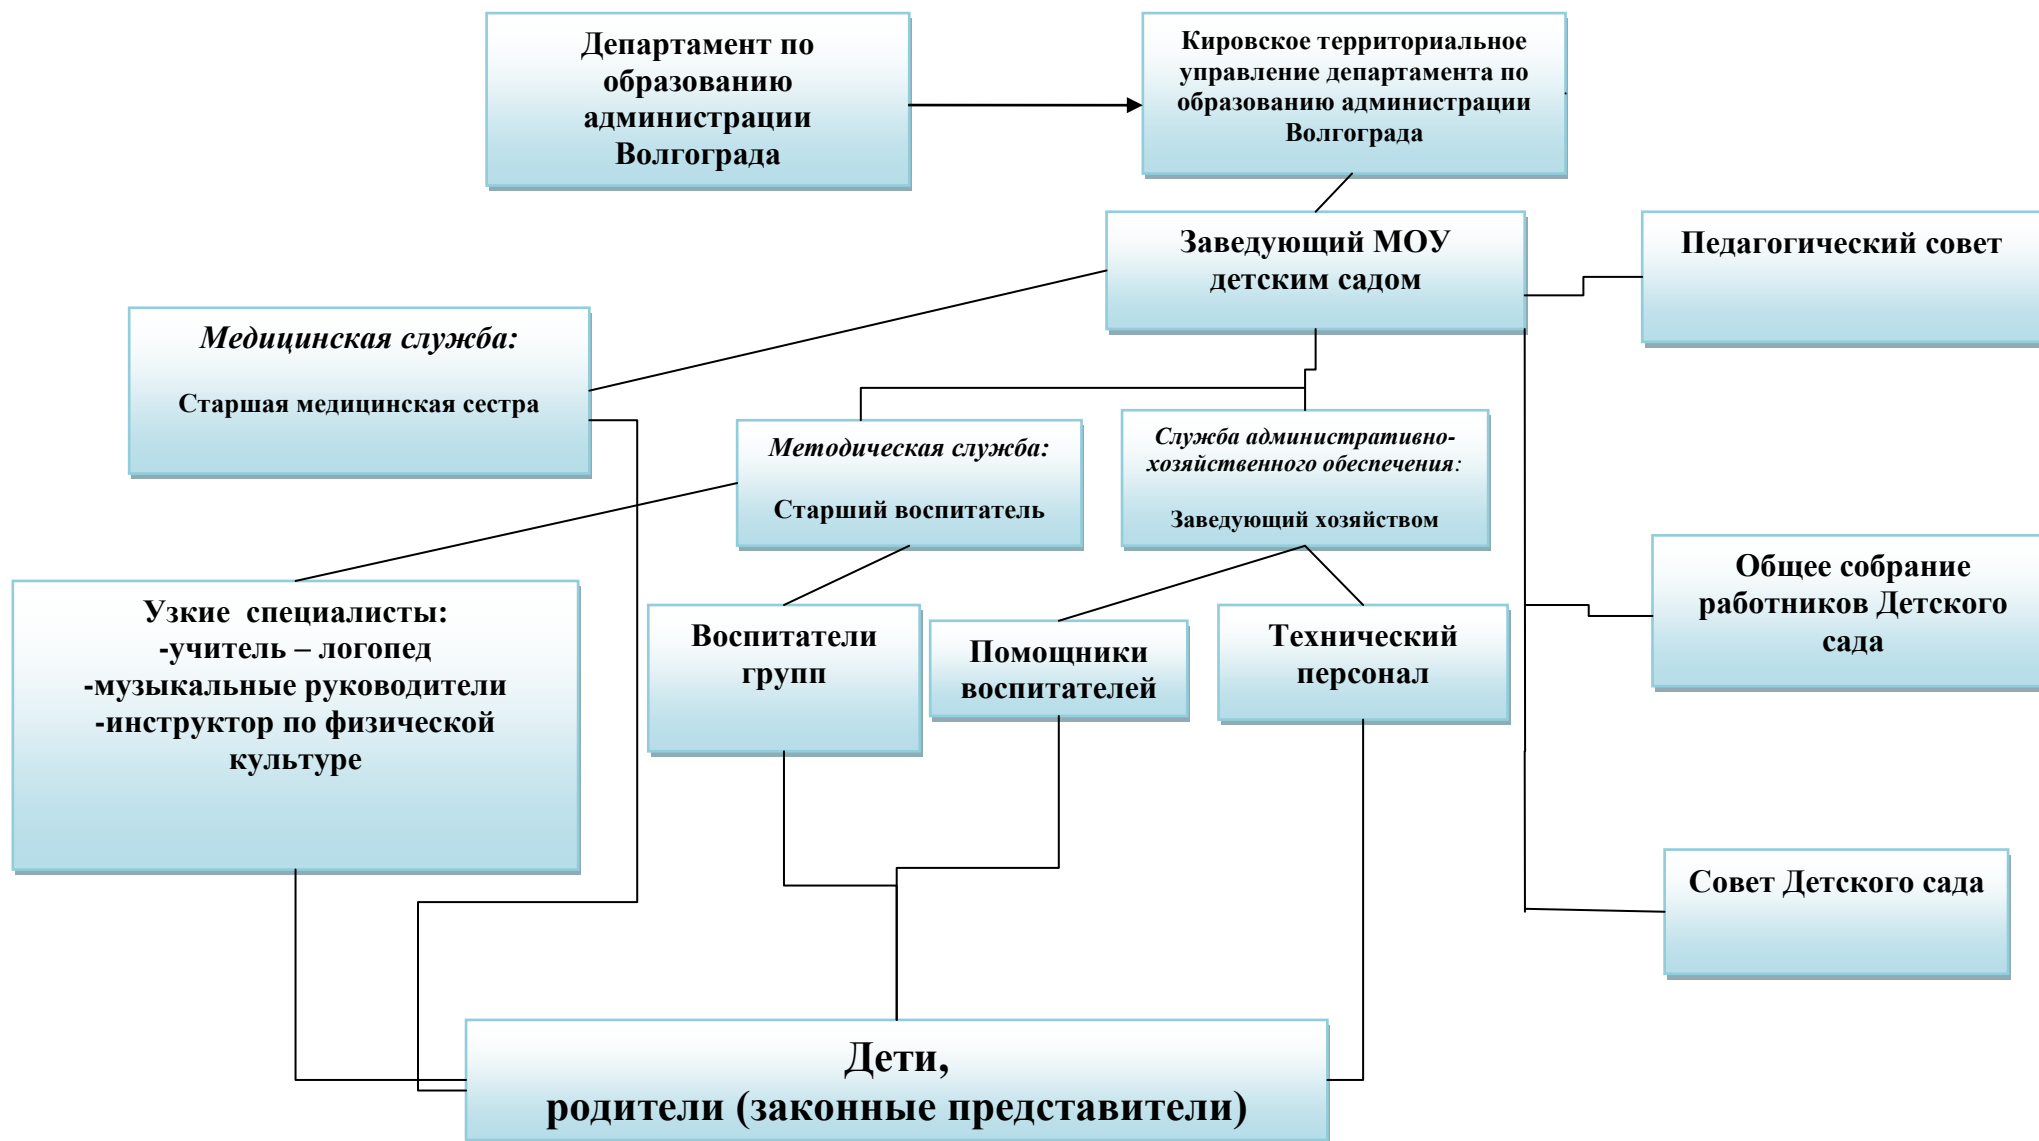 Департамент по
образованию
администрации
Волгограда
Кировское территориальное
управление департамента по
образованию администрации
Волгограда
Заведующий МОУ
детским садом
Педагогический совет
Медицинская служба:
Старшая медицинская сестра
Методическая служба:
Старший воспитатель
Служба административно-
хозяйственного обеспечения:
Заведующий хозяйством
Общее собрание
работников Детского
сада
Узкие  специалисты:
-учитель – логопед
-музыкальные руководители
-инструктор по физической
культуре
Воспитатели
групп
Помощники
воспитателей
Технический
персонал
Совет Детского сада
Дети,
родители (законные представители)